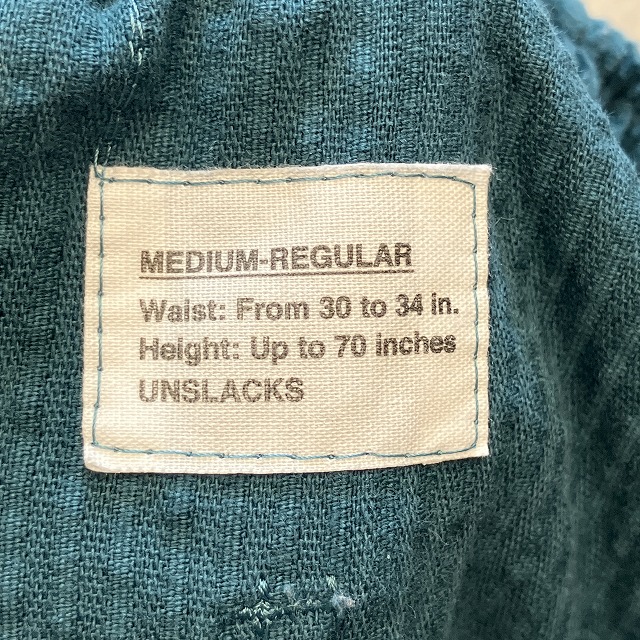 MEDIUM-REGULAR
Waist: From 30 to 34 in.
Height: Up to 70 inches
UNSLACKS